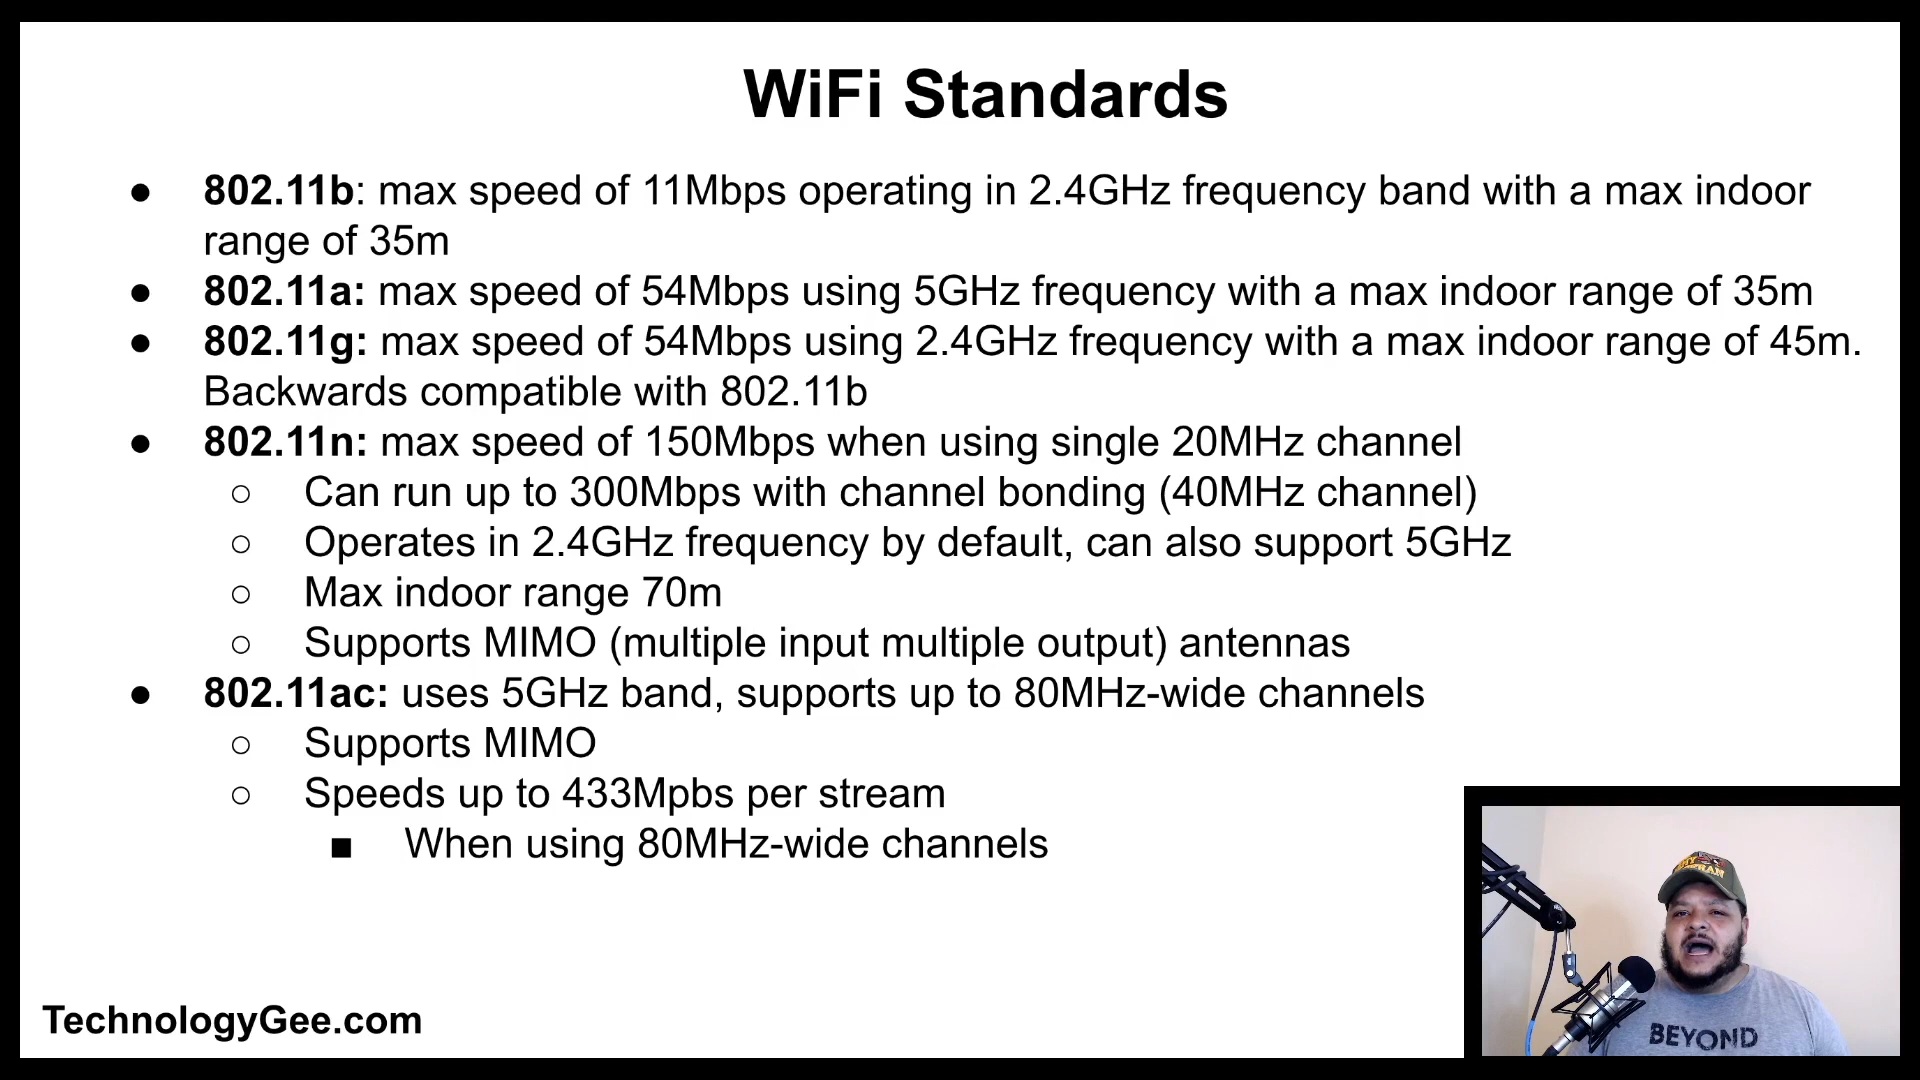 WiFi Standards
● 802.11b: max speed of 11Mbps operating in 2.4GHz frequency band with a max indoor
range of 35m
● 802.11a: max speed of 54Mbps using 5GHz frequency with a max indoor range of 35m
● 802.11g: max speed of 54Mbps using 2.4GHz frequency with a max indoor range of 45m.
Backwards compatible with 802.11b
● 802.11n: max speed of 150Mbps when using single 20MHz channel
○ Can run up to 300Mbps with channel bonding (40MHz channel)
○ Operates in 2.4GHz frequency by default, can also support 5GHz
○ Max indoor range 70m
○ Supports MIMO (multiple input multiple output) antennas
● 802.11ac: uses 5GHz band, supports up to 80MHz-wide channels
○ Supports MIMO
○ Speeds up to 433Mpbs per stream
■ When using 80MHz-wide channels
BEYOND
TechnologyGee.com